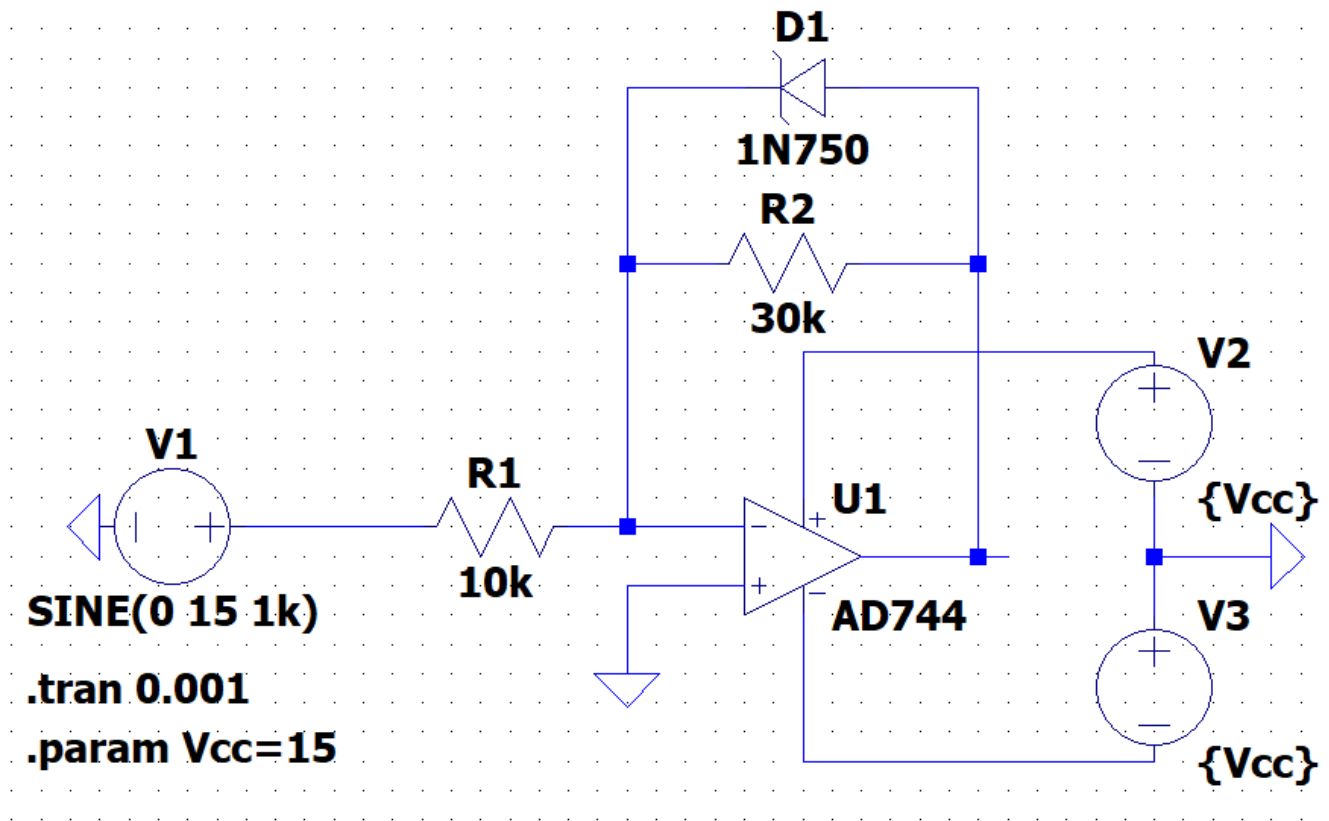 D1
1N750
R2
30k
V2
V1
R1
U1
{Vcc}
10k
SINE(0 15 1k)
AD744
V3
.tran 0.001
.param Vcc=15
{Vcc}